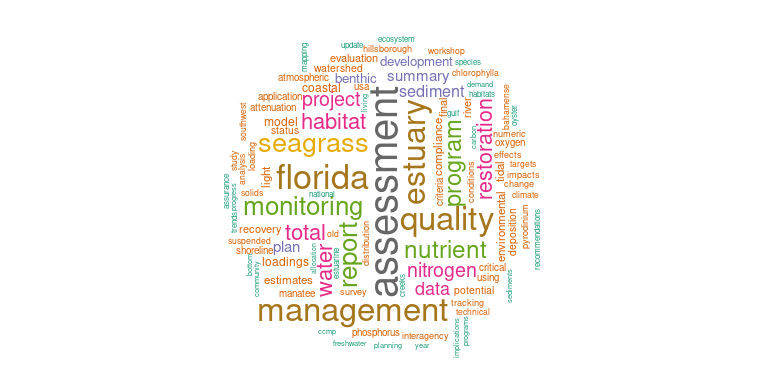 ecosystem
update
hillsborough
workshop
mapping
evaluation
development
species
watershed
benthic
summary
chlorophylla
atmospheric
coastal
usa
sediment
demand
habitats
application
project
living
final
gulf
river
bahamense
oyster
attenuation
habitat
assessment
estuary
program
restoration
southwest
model
status
compliance
carbon
numeric
oxygen
seagrass
effects
study
analysis
loading
light
florida
criteria
conditions
tidal
targets
impacts
change
climate
assurance
progress
solids
national
trends
monitoring
quality
environmental
deposition
pyrodinium
recommendations
recovery
total
old
report
distribution
suspended
shoreline
plan
water
nutrient
bottom
community
loadings
allocation
estuarine
nitrogen
critical
using
estimates
creeks
data
potential
sediments
manatee
survey
management
tracking
technical
ccmp
phosphorus
interagency
implications
programs
freshwater
planning
year